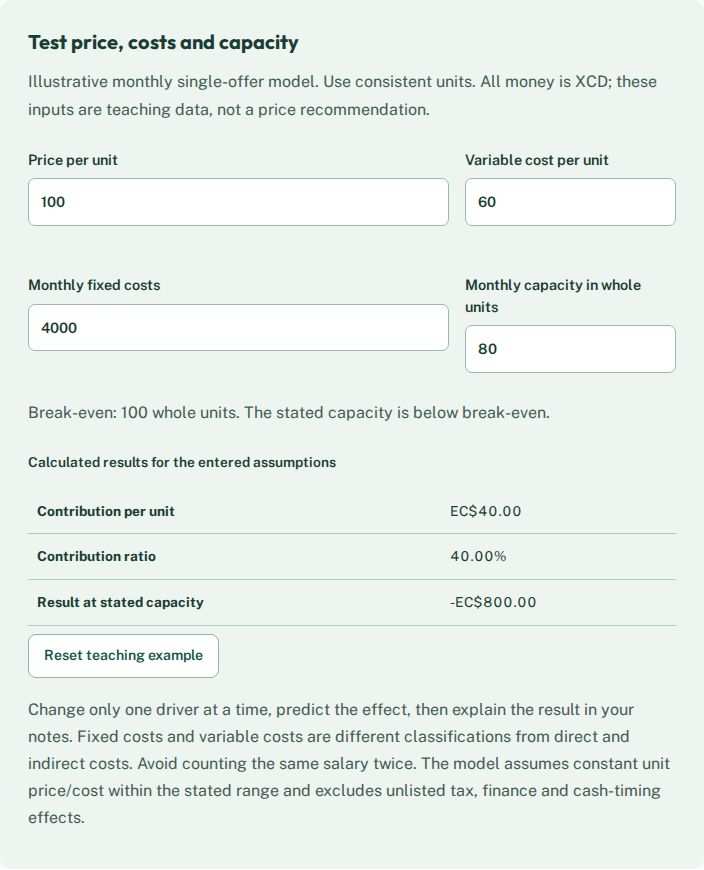 Test price, costs and capacity
Illustrative monthly single-offer model. Use consistent units. All money is XCD; these
inputs are teaching data, not a price recommendation.
Price per unit
100
Variable cost per unit
60
Monthly fixed costs
4000
Monthly capacity in whole
units
80
Break-even: 100 whole units. The stated capacity is below break-even.
Calculated results for the entered assumptions
Contribution per unit EC$40.00
Contribution ratio 40.00%
Result at stated capacity -EC$800.00
Reset teaching example
Change only one driver at a time, predict the effect, then explain the result in your
notes. Fixed costs and variable costs are different classifications from direct and
indirect costs. Avoid counting the same salary twice. The model assumes constant unit
price/cost within the stated range and excludes unlisted tax, finance and cash-timing
effects.